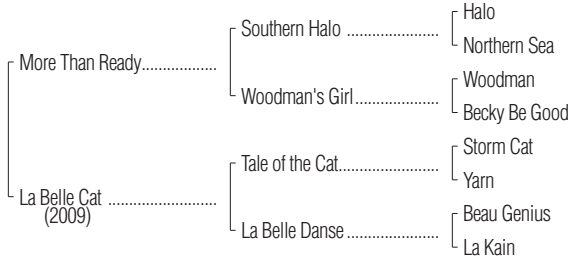 Halo
Southern Halo ....................
Northern Sea
More Than Ready................
Woodman
Woodman's Girl..................
Becky Be Good
Storm Cat
Tale of the Cat.....................
Yarn
La Belle Cat .......................
(2009)
Beau Genius
La Belle Danse ....................
La Kain